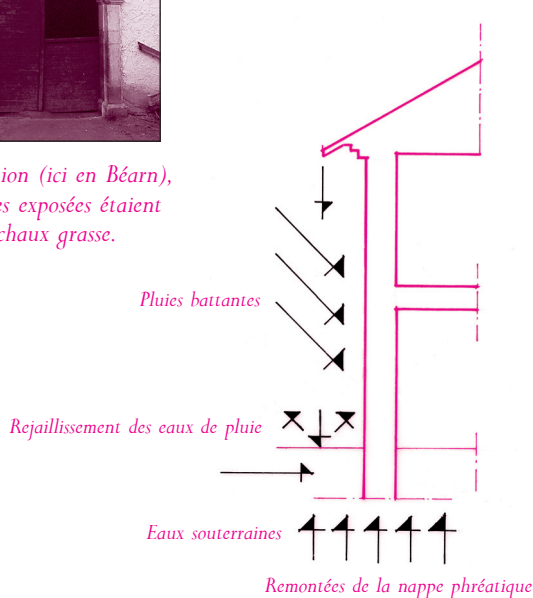 ion (ici en Béarn),
es exposées étaient
chaux grasse.
Pluies battantes
Rejaillissement des eaux de pluie
Eaux souterraines
Remontées de la nappe phréatique